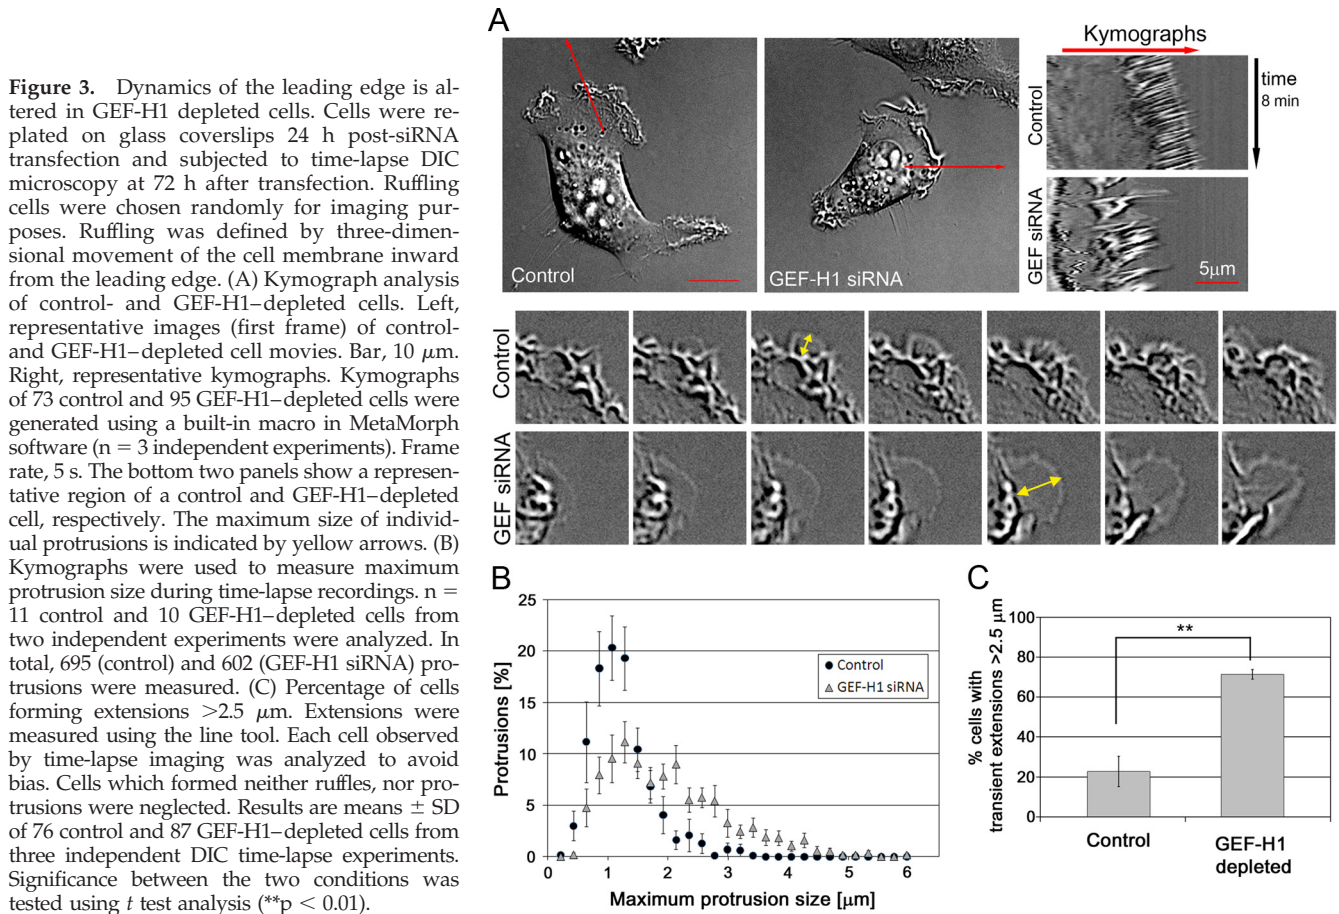 Figure 3. Dynamics of the leading edge is al-
tered in GEF-H1 depleted cells. Cells were re-
plated on glass coverslips 24 h post-siRNA
transfection and subjected to time-lapse DIC
microscopy at 72 h after transfection. Ruffling
cells were chosen randomly for imaging pur-
poses. Ruffling was defined by three-dimen-
sional movement of the cell membrane inward
from the leading edge. (A) Kymograph analysis
of control- and GEF-H1–depleted cells. Left,
representative images (first frame) of control-
and GEF-H1–depleted cell movies. Bar, 10 μm.
Right, representative kymographs. Kymographs
of 73 control and 95 GEF-H1–depleted cells were
generated using a built-in macro in MetaMorph
software (n = 3 independent experiments). Frame
rate, 5 s. The bottom two panels show a represen-
tative region of a control and GEF-H1–depleted
cell, respectively. The maximum size of individ-
ual protrusions is indicated by yellow arrows. (B)
Kymographs were used to measure maximum
protrusion size during time-lapse recordings. n =
11 control and 10 GEF-H1–depleted cells from
two independent experiments were analyzed. In
total, 695 (control) and 602 (GEF-H1 siRNA) pro-
trusions were measured. (C) Percentage of cells
forming extensions >2.5 μm. Extensions were
measured using the line tool. Each cell observed
by time-lapse imaging was analyzed to avoid
bias. Cells which formed neither ruffles, nor pro-
trusions were neglected. Results are means ± SD
of 76 control and 87 GEF-H1–depleted cells from
three independent DIC time-lapse experiments.
Significance between the two conditions was
tested using t test analysis (**p < 0.01).
A
Control
GEF-H1 siRNA
Kymographs
Control
GEF siRNA
time
8 min
5μm
Control
GEF siRNA
B
Protrusions [%]
25
20
15
10
5
0
0 1 2 3 4 5 6
Maximum protrusion size [μm]
Control
GEF-H1 siRNA
C
% cells with
transient extensions >2.5 μm
100
80
60
40
20
0
**
Control
GEF-H1
depleted